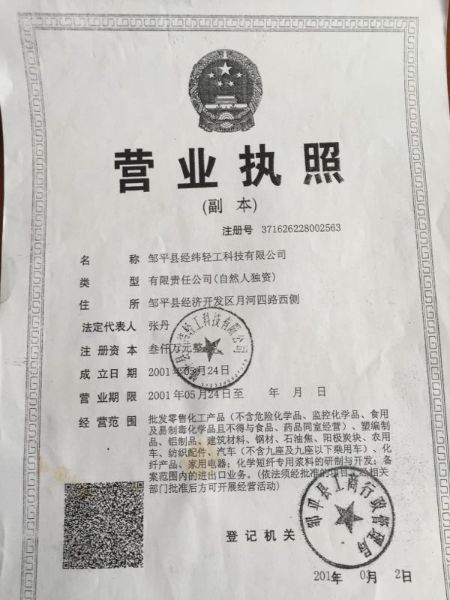 营业执照
(副 本)
注册号 371626228002563
名 称 邹平县经纬轻工科技有限公司
类 型 有限责任公司(自然人独资)
住 所 邹平县经济开发区月河四路西侧
法定代表人 张丹
注册资本 叁仟万元整
成立日期 2001年05月24日
营业期限 2001年05月24日至 年 月 日
经营范围 批发零售化工产品(不含危险化学品、监控化学品、食用
及易制毒化学品且不得与食品、药品同室经营)、塑编制
品、铝制品、建筑材料、钢材、石油焦、阳极炭块、农用
车、纺织配件、汽车(不含九座及九座以下乘用车)、化
纤产品、家用电器;化学短纤专用浆料的研制与开发;备
案范围内的进出口业务。(依法须经批准的项目,经相关
部门批准后方可开展经营活动)
登记机关
邹平县工商行政管理局
年 月 2日